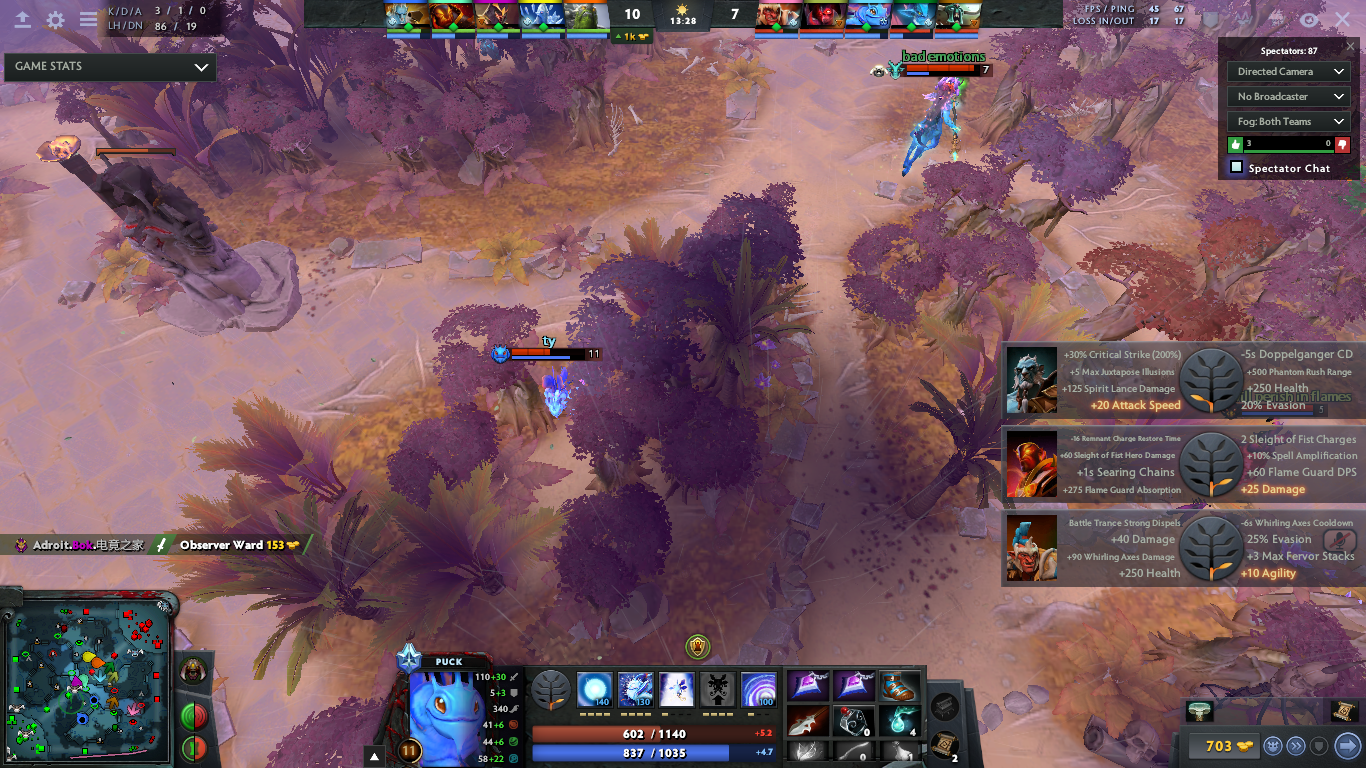 K/D/A 3 / 1 / 0
LH/DN 86 / 19
10 13:28 7
1k
FPS / PING 45 67
LOSS IN/OUT 17 17
GAME STATS
Spectators: 87
Directed Camera
No Broadcaster
Fog: Both Teams
3 0
Spectator Chat
bad emotions
7
ty
11
+30% Critical Strike (200%) -5s Doppelganger CD
+5 Max Juxtapose Illusions +500 Phantom Rush Range
+125 Spirit Lance Damage +250 Health
+20 Attack Speed 20% Evasion
perish in flames
5
-16 Remnant Charge Restore Time 2 Sleight of Fist Charges
+60 Sleight of Fist Hero Damage +10% Spell Amplification
+1s Searing Chains +60 Flame Guard DPS
+275 Flame Guard Absorption +25 Damage
Battle Trance Strong Dispels -6s Whirling Axes Cooldown
+40 Damage 25% Evasion
+90 Whirling Axes Damage +3 Max Fervor Stacks
+250 Health +10 Agility
Adroit.Sok.电竞之家 Observer Ward 153
PUCK
110+30
5+3
340
41+6
44+6
58+22
11
140 130 100
602 / 1140 +5.2
837 / 1035 +4.7
0 4
0 1
2
703